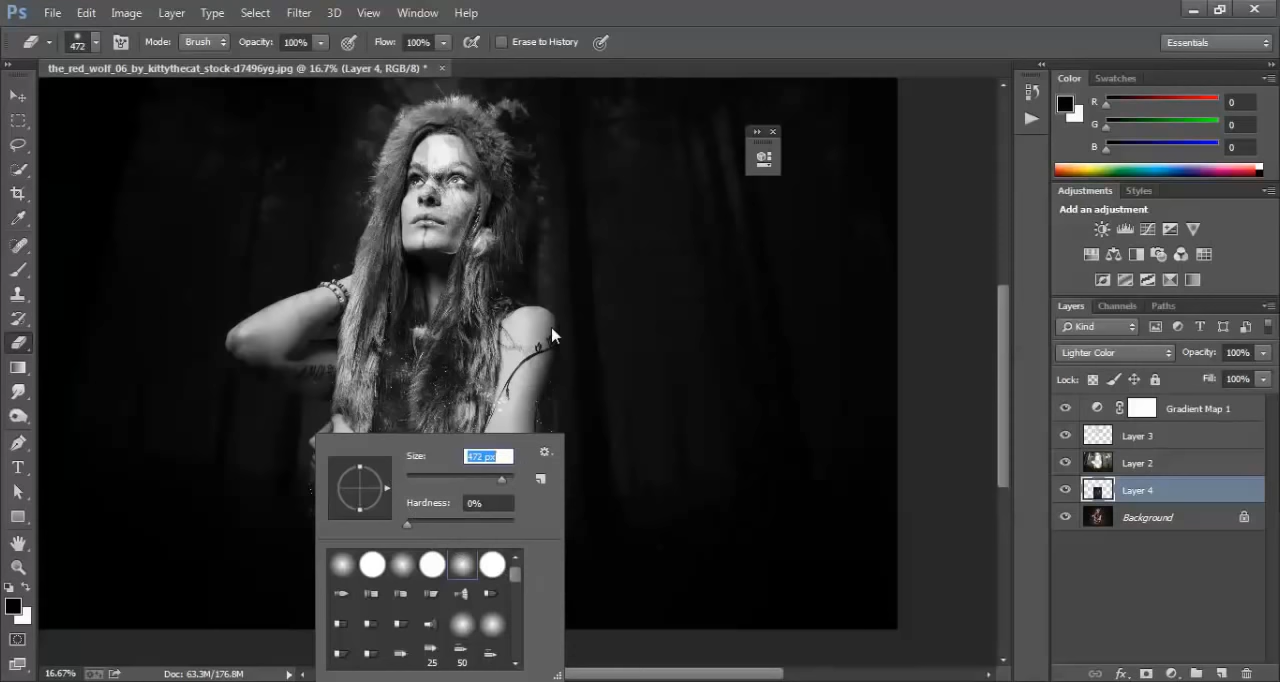 Ps File Edit Image Layer Type Select Filter 3D View Window Help
472 Mode: Brush Opacity: 100% Flow: 100% Erase to History Essentials
the_red_wolf_06_by_kittythecat_stock-d7496yg.jpg @ 16.7% (Layer 4, RGB/8) *
Color Swatches
R 0
G 0
B 0
Adjustments Styles
Add an adjustment
Layers Channels Paths
Kind
Lighter Color Opacity: 100%
Lock: Fill: 100%
Gradient Map 1
Layer 3
Layer 2
Layer 4
Background
Size: 472 px
Hardness: 0%
25 50
16.67% Doc: 63.3M/176.8M